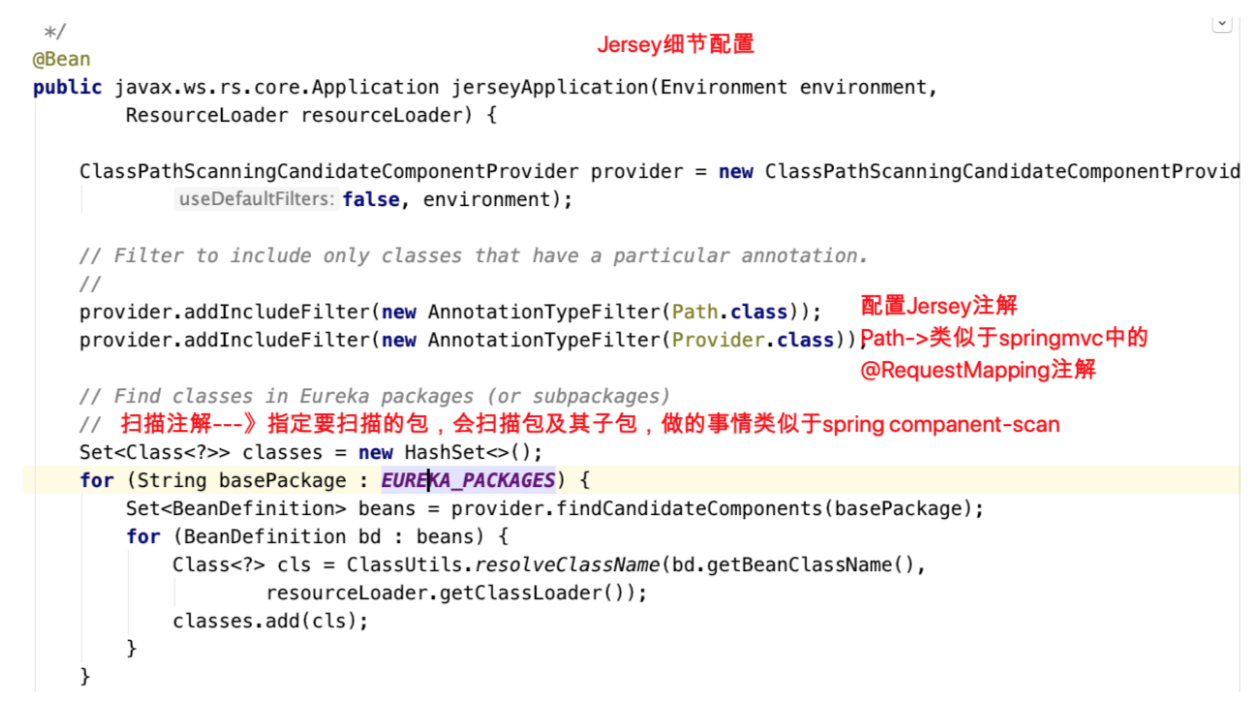 */
Jersey细节配置
@Bean
public javax.ws.rs.core.Application jerseyApplication(Environment environment,
ResourceLoader resourceLoader) {
ClassPathScanningCandidateComponentProvider provider = new ClassPathScanningCandidateComponentProvid
useDefaultFilters: false, environment);
// Filter to include only classes that have a particular annotation.
//
provider.addIncludeFilter(new AnnotationTypeFilter(Path.class));
配置Jersey注解
provider.addIncludeFilter(new AnnotationTypeFilter(Provider.class));
Path->类似于springmvc中的
@RequestMapping注解
// Find classes in Eureka packages (or subpackages)
// 扫描注解---》指定要扫描的包，会扫描包及其子包，做的事情类似于spring companent-scan
Set<Class<?>> classes = new HashSet<>();
for (String basePackage : EUREKA_PACKAGES) {
Set<BeanDefinition> beans = provider.findCandidateComponents(basePackage);
for (BeanDefinition bd : beans) {
Class<?> cls = ClassUtils.resolveClassName(bd.getBeanClassName(),
resourceLoader.getClassLoader());
classes.add(cls);
}
}